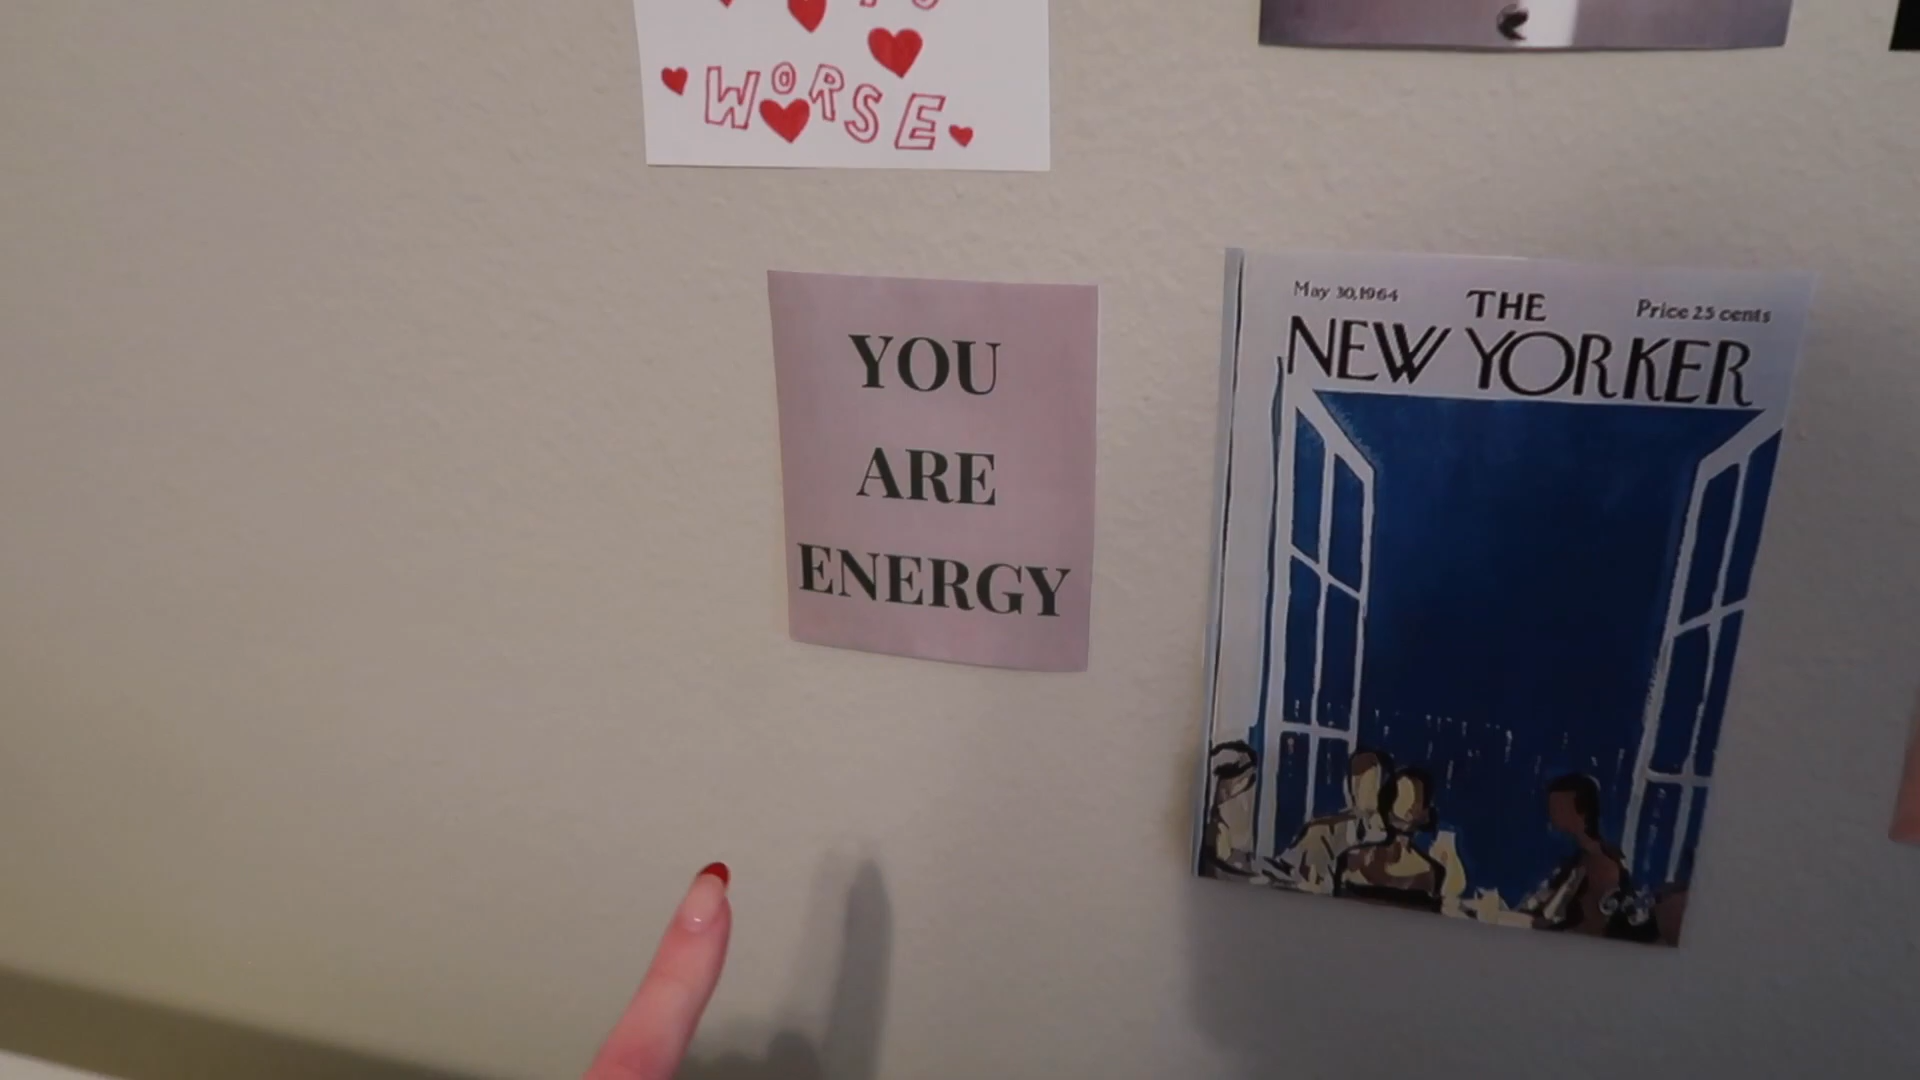 WORSE
YOU
ARE
ENERGY
May 30, 1964
THE
Price 25 cents
NEW YORKER